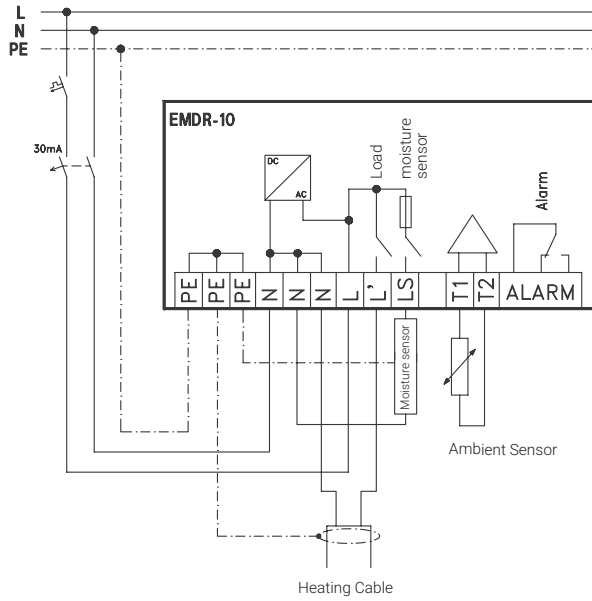 L
N
PE
EMDR-10
30mA
DC
AC
Load
moisture
sensor
Alarm
PE PE PE N N N L L' LS T1 T2 ALARM
Moisture sensor
Ambient Sensor
Heating Cable